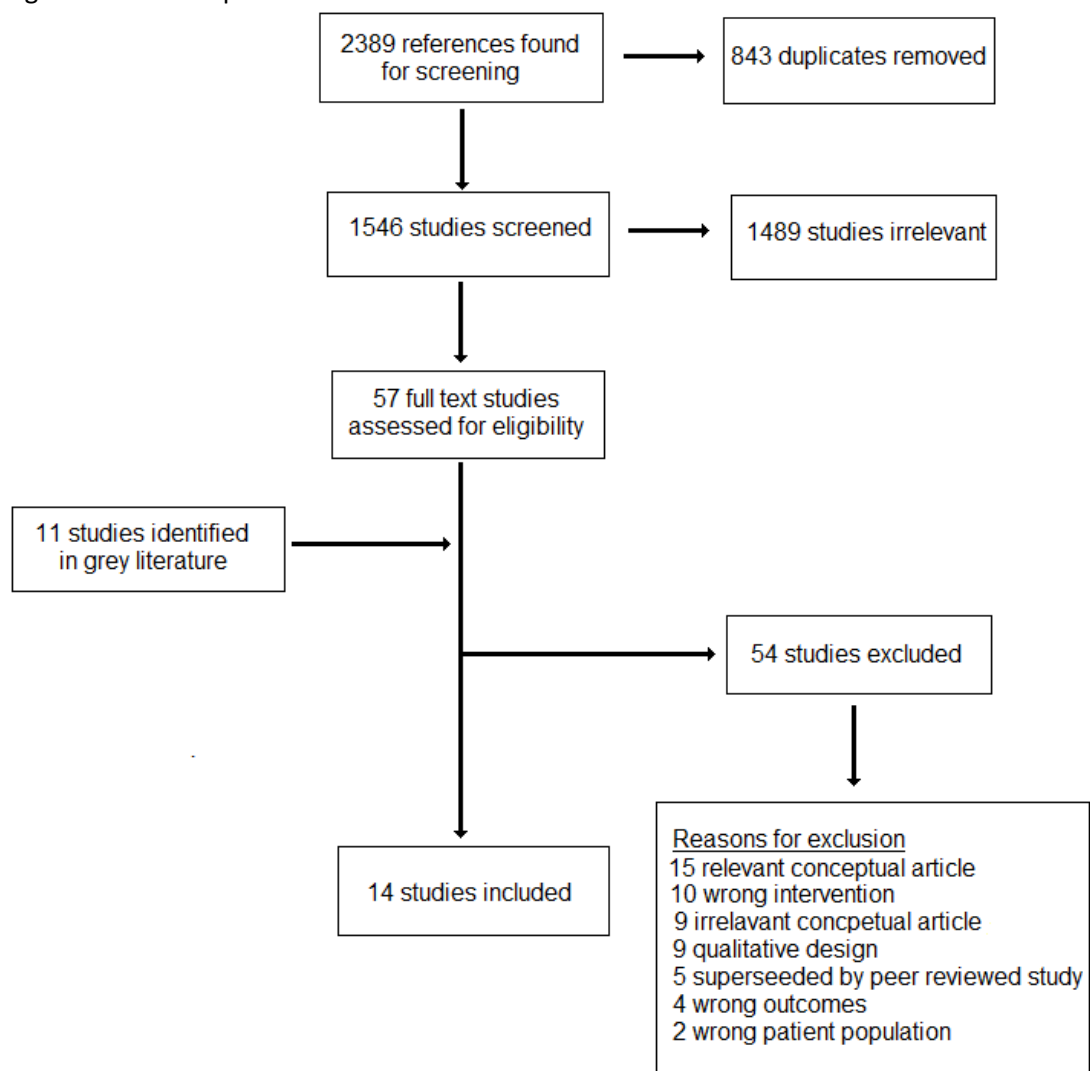 2389 references found
for screening
843 duplicates removed
1546 studies screened
1489 studies irrelevant
57 full text studies
assessed for eligibility
11 studies identified
in grey literature
54 studies excluded
14 studies included
Reasons for exclusion
15 relevant conceptual article
10 wrong intervention
9 irrelavant concpetual article
9 qualitative design
5 superseeded by peer reviewed study
4 wrong outcomes
2 wrong patient population